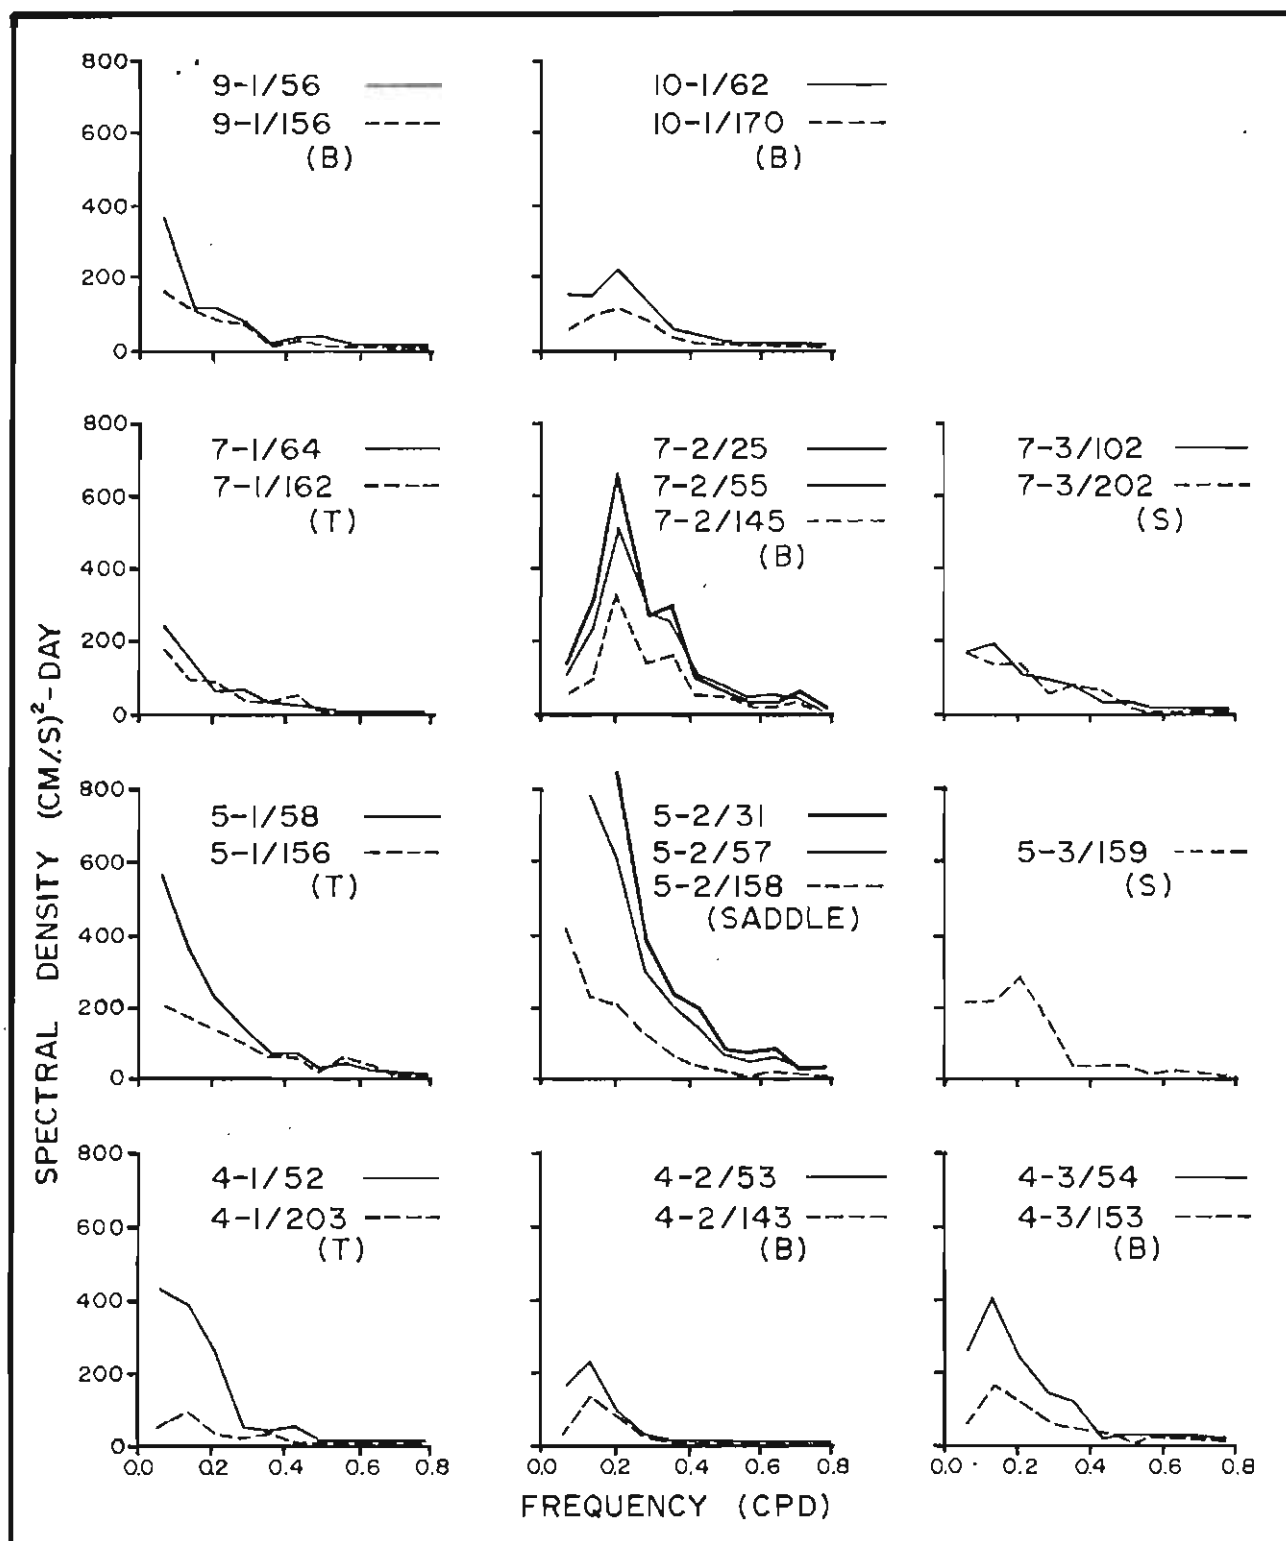 800
600
400
200
0
9-1/56
9-1/156
(B)
10-1/62
10-1/170
(B)
800
600
400
200
0
7-1/64
7-1/162
(T)
7-2/25
7-2/55
7-2/145
(B)
7-3/102
7-3/202
(S)
SPECTRAL DENSITY (CM/S)²-DAY
800
600
400
200
0
5-1/58
5-1/156
(T)
5-2/31
5-2/57
5-2/158
(SADDLE)
5-3/159
(S)
800
600
400
200
0
4-1/52
4-1/203
(T)
4-2/53
4-2/143
(B)
4-3/54
4-3/153
(B)
0.0 0.2 0.4 0.6 0.8
0.0 0.2 0.4 0.6 0.8
0.0 0.2 0.4 0.6 0.8
FREQUENCY (CPD)